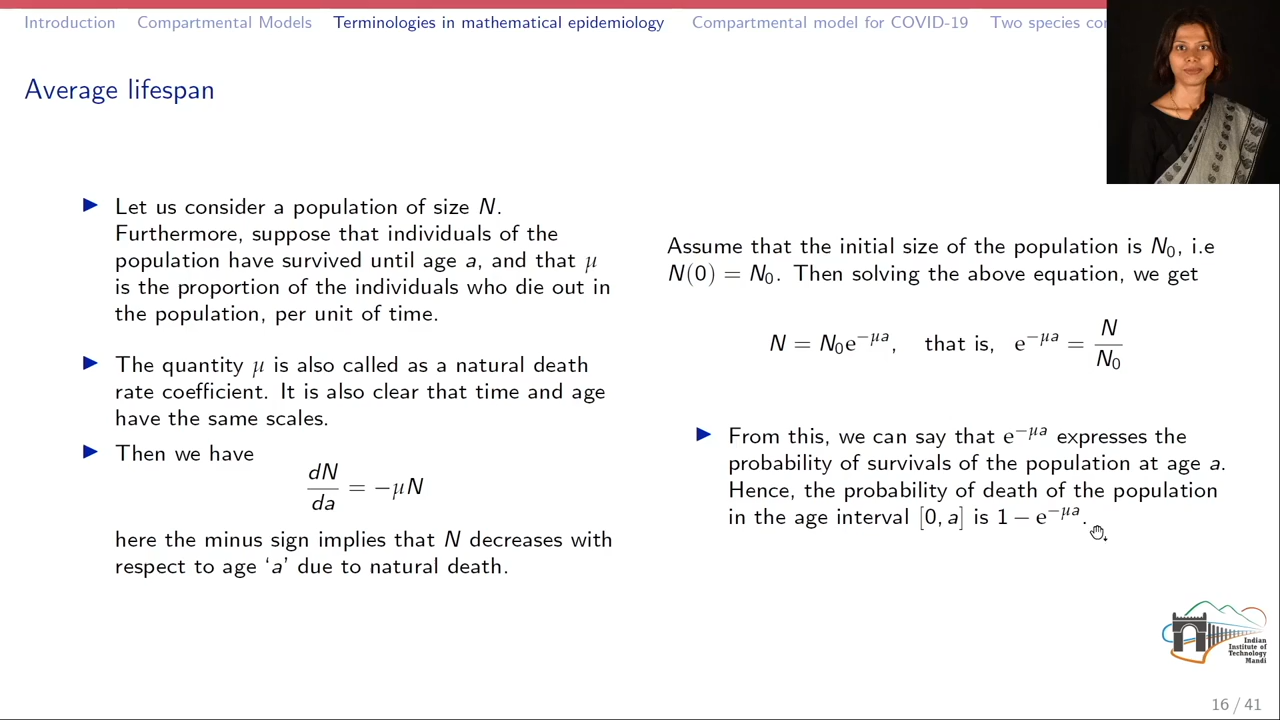 Introduction Compartmental Models Terminologies in mathematical epidemiology Compartmental model for COVID-19 Two species
Average lifespan
▶ Let us consider a population of size N.
Furthermore, suppose that individuals of the
population have survived until age a, and that μ
is the proportion of the individuals who die out in
the population, per unit of time.
▶ The quantity μ is also called as a natural death
rate coefficient. It is also clear that time and age
have the same scales.
▶ Then we have
dN/da = −μN
here the minus sign implies that N decreases with
respect to age ‘a’ due to natural death.
Assume that the initial size of the population is N₀, i.e
N(0) = N₀. Then solving the above equation, we get
N = N₀e^{−μa}, that is, e^{−μa} = N/N₀
▶ From this, we can say that e^{−μa} expresses the
probability of survivals of the population at age a.
Hence, the probability of death of the population
in the age interval [0, a] is 1 − e^{−μa}.
Indian
Institute of
Technology
Mandi
16 / 41